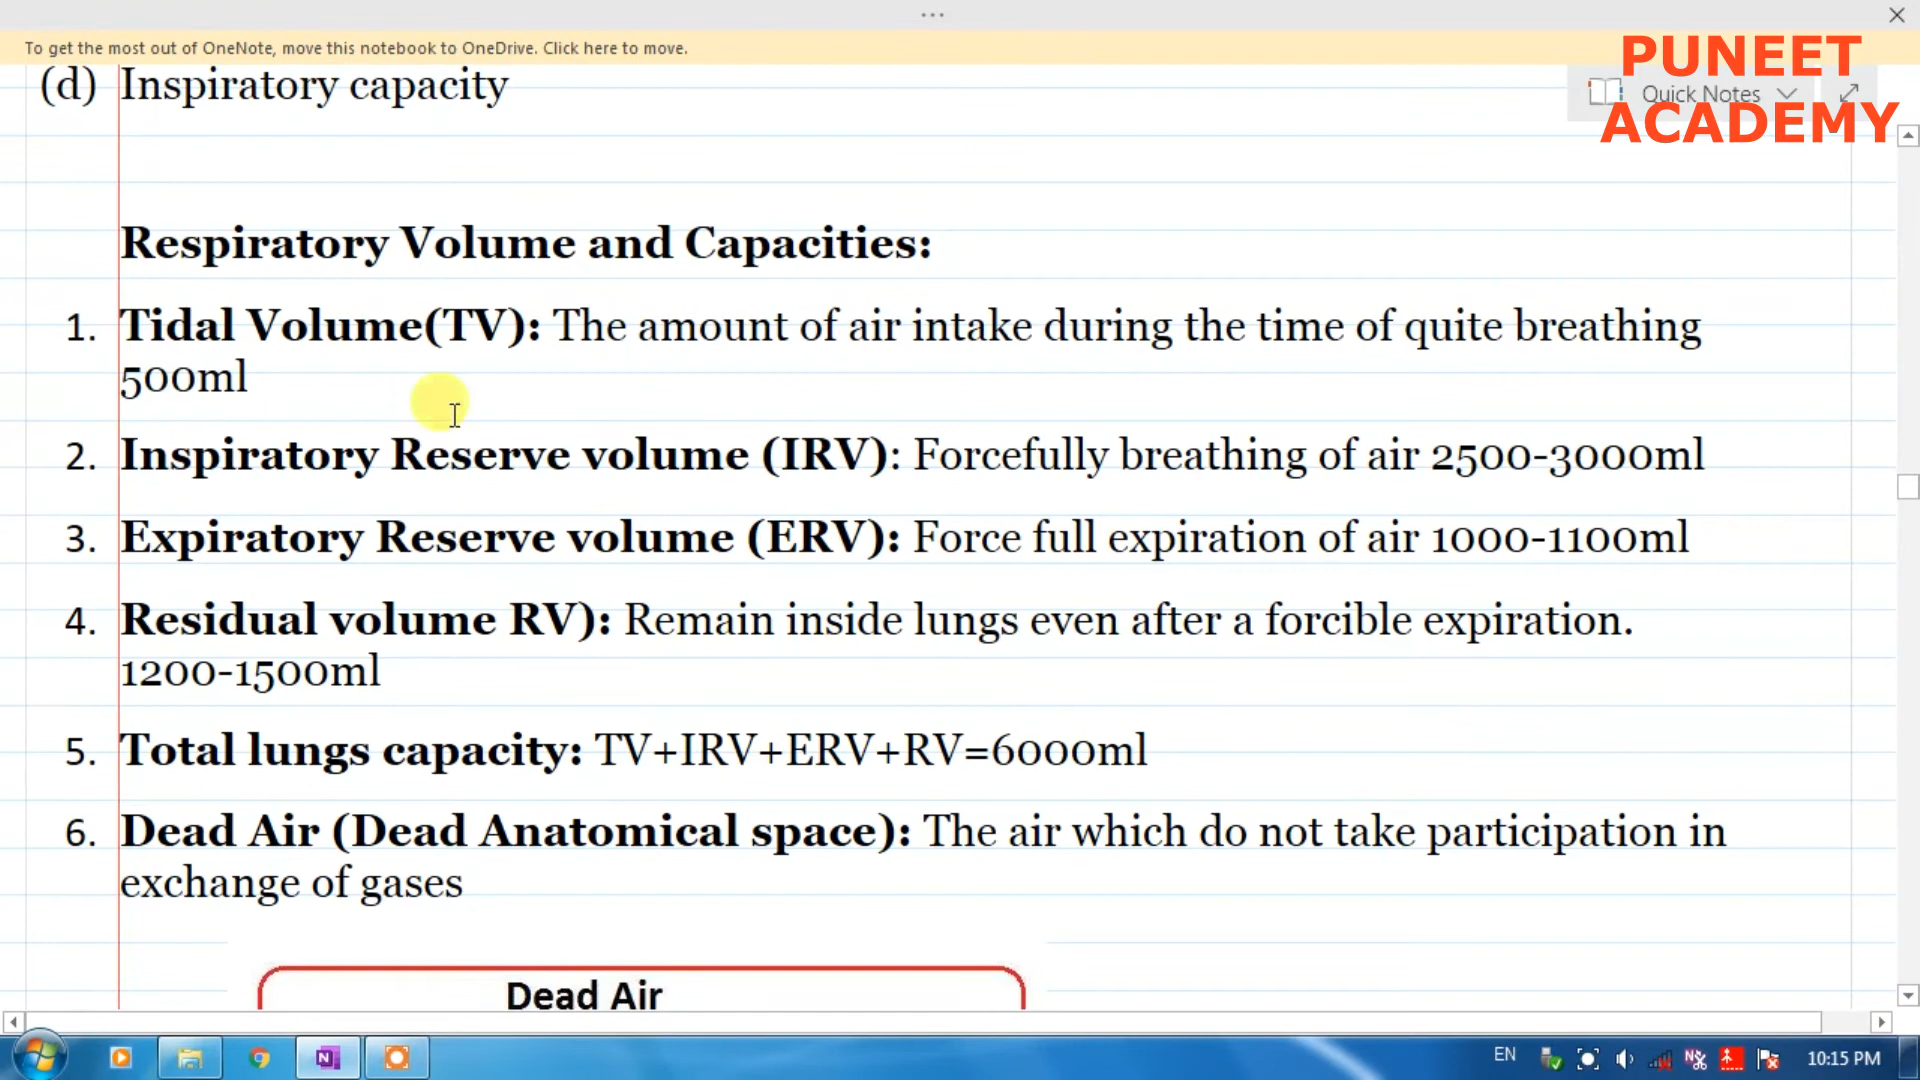 To get the most out of OneNote, move this notebook to OneDrive. Click here to move.
PUNEET
ACADEMY
Quick Notes
(d) Inspiratory capacity
Respiratory Volume and Capacities:
1. Tidal Volume(TV): The amount of air intake during the time of quite breathing
500ml
2. Inspiratory Reserve volume (IRV): Forcefully breathing of air 2500-3000ml
3. Expiratory Reserve volume (ERV): Force full expiration of air 1000-1100ml
4. Residual volume RV): Remain inside lungs even after a forcible expiration.
1200-1500ml
5. Total lungs capacity: TV+IRV+ERV+RV=6000ml
6. Dead Air (Dead Anatomical space): The air which do not take participation in
exchange of gases
Dead Air
EN
10:15 PM